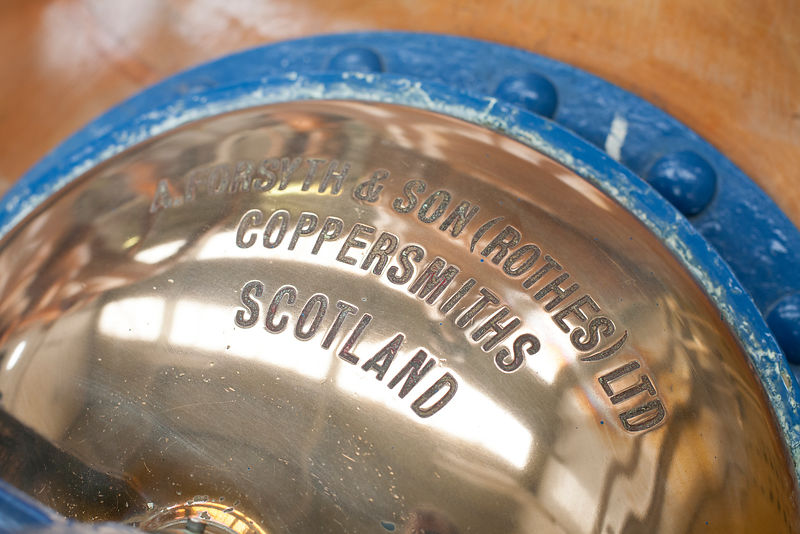 A. FORSYTH & SON (ROTHES) LTD
COPPERSMITHS
SCOTLAND